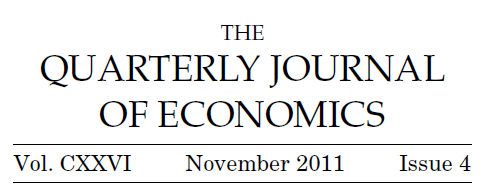 THE
QUARTERLY JOURNAL
OF ECONOMICS
Vol. CXXVI November 2011 Issue 4